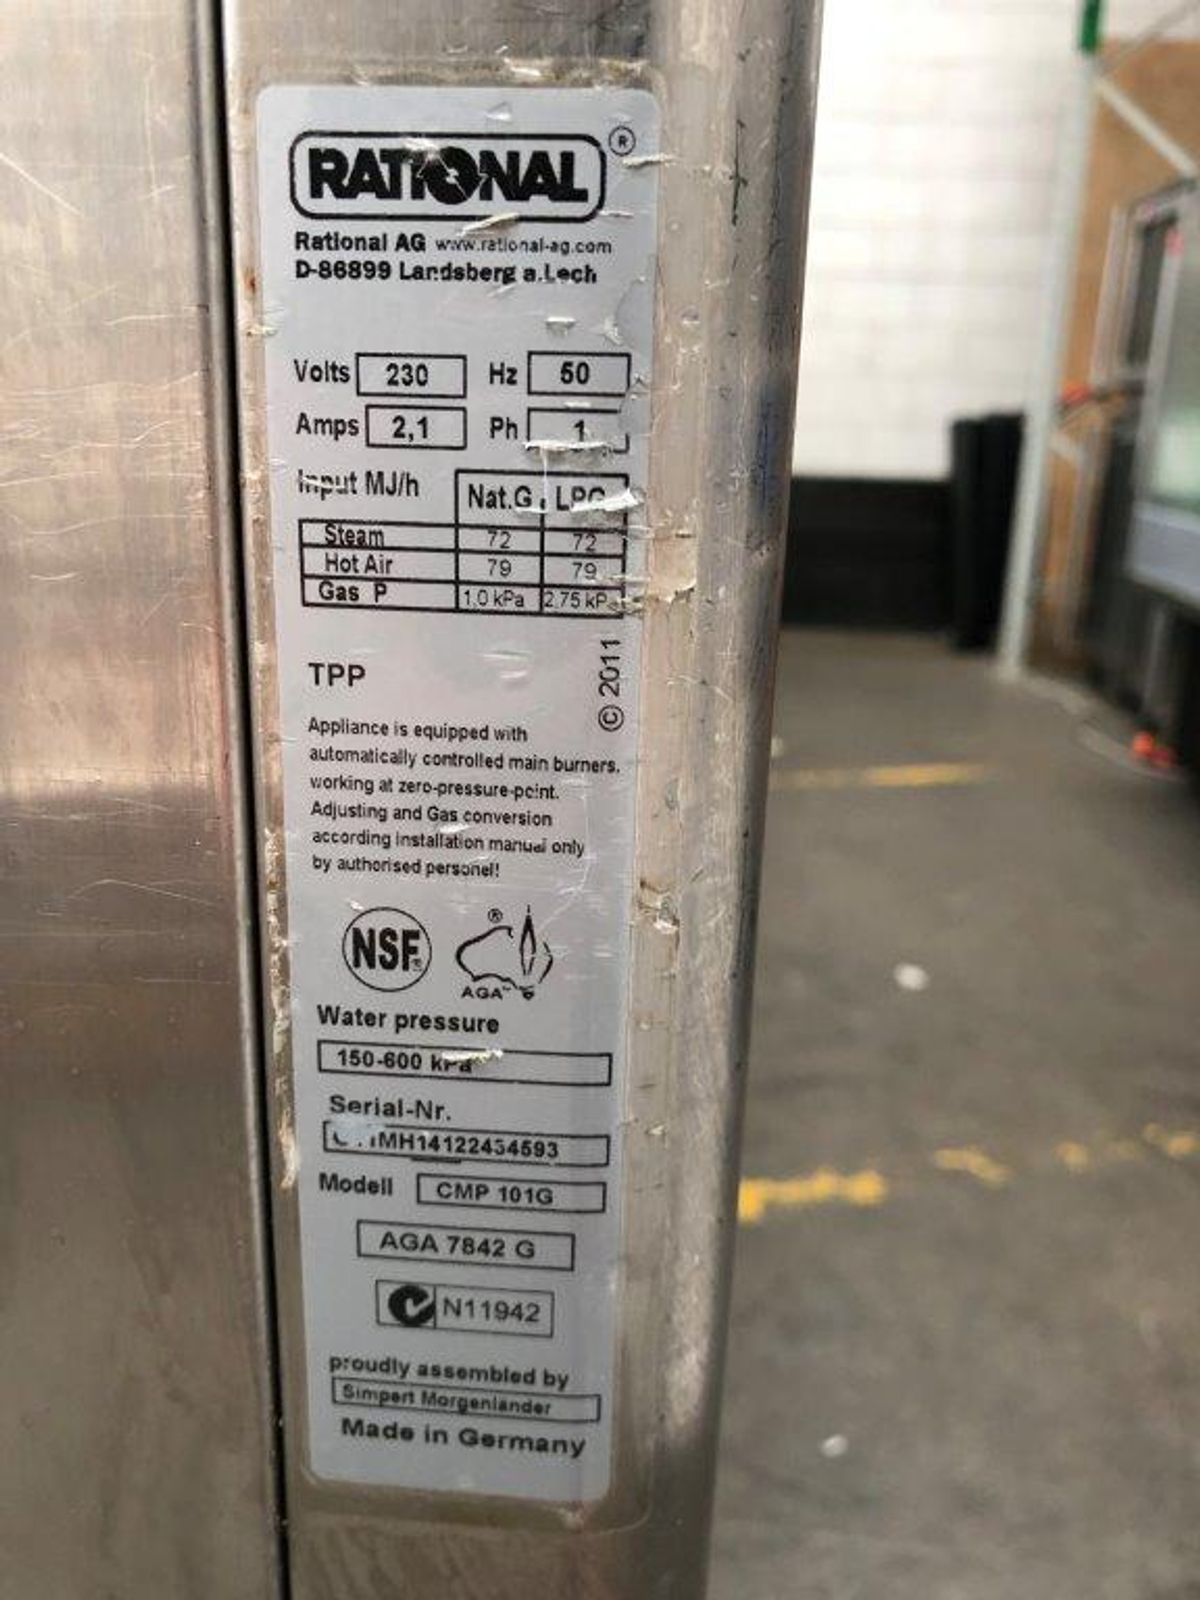 RATIONAL ®
Rational AG www.rational-ag.com
D-86899 Landsberg a.Lech
Volts 230 Hz 50
Amps 2,1 Ph 1
Input MJ/h Nat.G. LPG
Steam 72 72
Hot Air 79 79
Gas P 1,0 kPa 2,75 kPa
© 2011
TPP
Appliance is equipped with
automatically controlled main burners,
working at zero-pressure-point.
Adjusting and Gas conversion
according installation manual only
by authorised personel!
NSF®
®
AGA™
Water pressure
150-600 kPa
Serial-Nr.
MH14122434593
Modell CMP 101G
AGA 7842 G
N11942
proudly assembled by
Simpert Morgenländer
Made in Germany